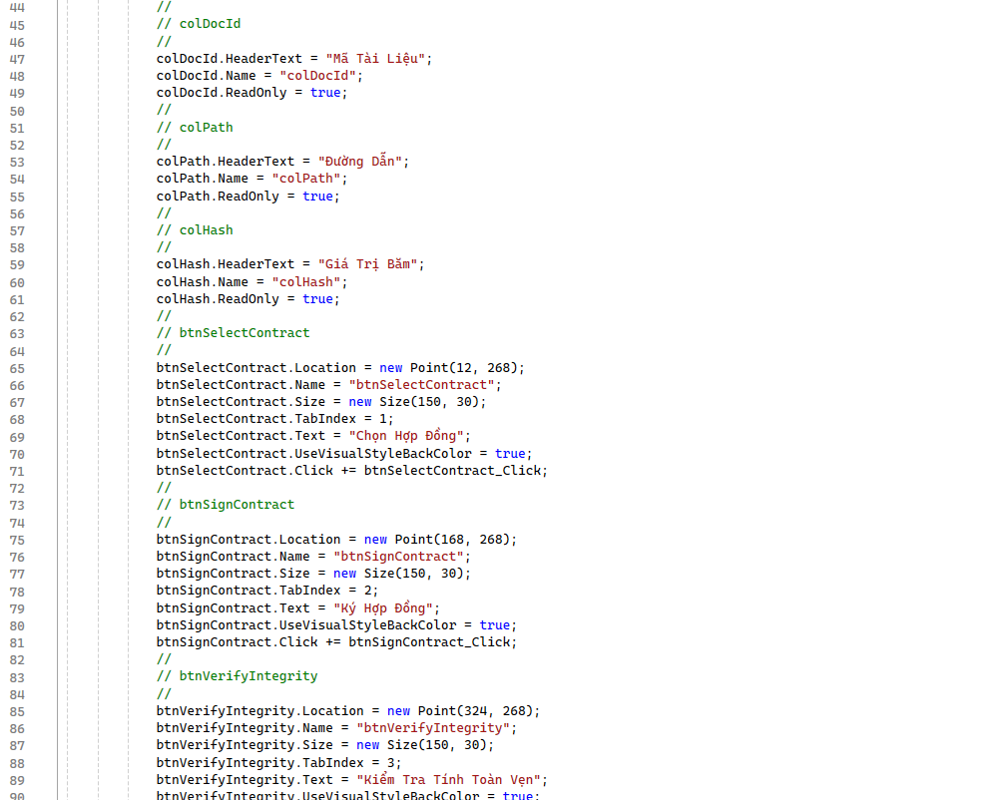 44 //
45 // colDocId
46 //
47 colDocId.HeaderText = "Mã Tài Liệu";
48 colDocId.Name = "colDocId";
49 colDocId.ReadOnly = true;
50 //
51 // colPath
52 //
53 colPath.HeaderText = "Đường Dẫn";
54 colPath.Name = "colPath";
55 colPath.ReadOnly = true;
56 //
57 // colHash
58 //
59 colHash.HeaderText = "Giá Trị Băm";
60 colHash.Name = "colHash";
61 colHash.ReadOnly = true;
62 //
63 // btnSelectContract
64 //
65 btnSelectContract.Location = new Point(12, 268);
66 btnSelectContract.Name = "btnSelectContract";
67 btnSelectContract.Size = new Size(150, 30);
68 btnSelectContract.TabIndex = 1;
69 btnSelectContract.Text = "Chọn Hợp Đồng";
70 btnSelectContract.UseVisualStyleBackColor = true;
71 btnSelectContract.Click += btnSelectContract_Click;
72 //
73 // btnSignContract
74 //
75 btnSignContract.Location = new Point(168, 268);
76 btnSignContract.Name = "btnSignContract";
77 btnSignContract.Size = new Size(150, 30);
78 btnSignContract.TabIndex = 2;
79 btnSignContract.Text = "Ký Hợp Đồng";
80 btnSignContract.UseVisualStyleBackColor = true;
81 btnSignContract.Click += btnSignContract_Click;
82 //
83 // btnVerifyIntegrity
84 //
85 btnVerifyIntegrity.Location = new Point(324, 268);
86 btnVerifyIntegrity.Name = "btnVerifyIntegrity";
87 btnVerifyIntegrity.Size = new Size(150, 30);
88 btnVerifyIntegrity.TabIndex = 3;
89 btnVerifyIntegrity.Text = "Kiểm Tra Tính Toàn Vẹn";
90 btnVerifyIntegrity.UseVisualStyleBackColor = true;